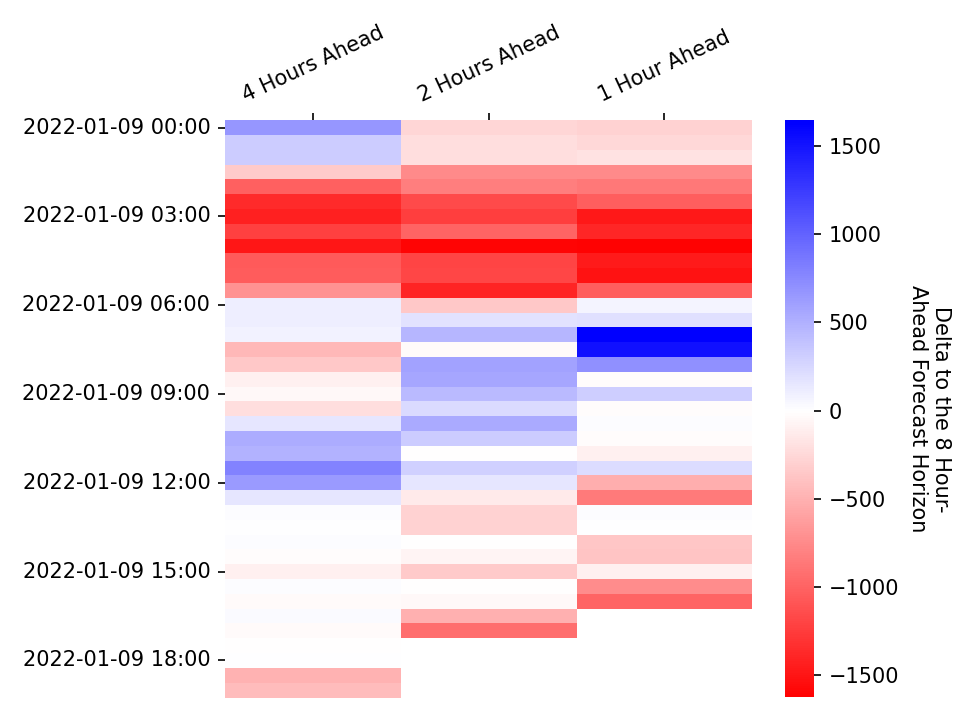 4 Hours Ahead
2 Hours Ahead
1 Hour Ahead
2022-01-09 00:00
2022-01-09 03:00
2022-01-09 06:00
2022-01-09 09:00
2022-01-09 12:00
2022-01-09 15:00
2022-01-09 18:00
1500
1000
500
0
−500
−1000
−1500
Delta to the 8 Hour-
Ahead Forecast Horizon